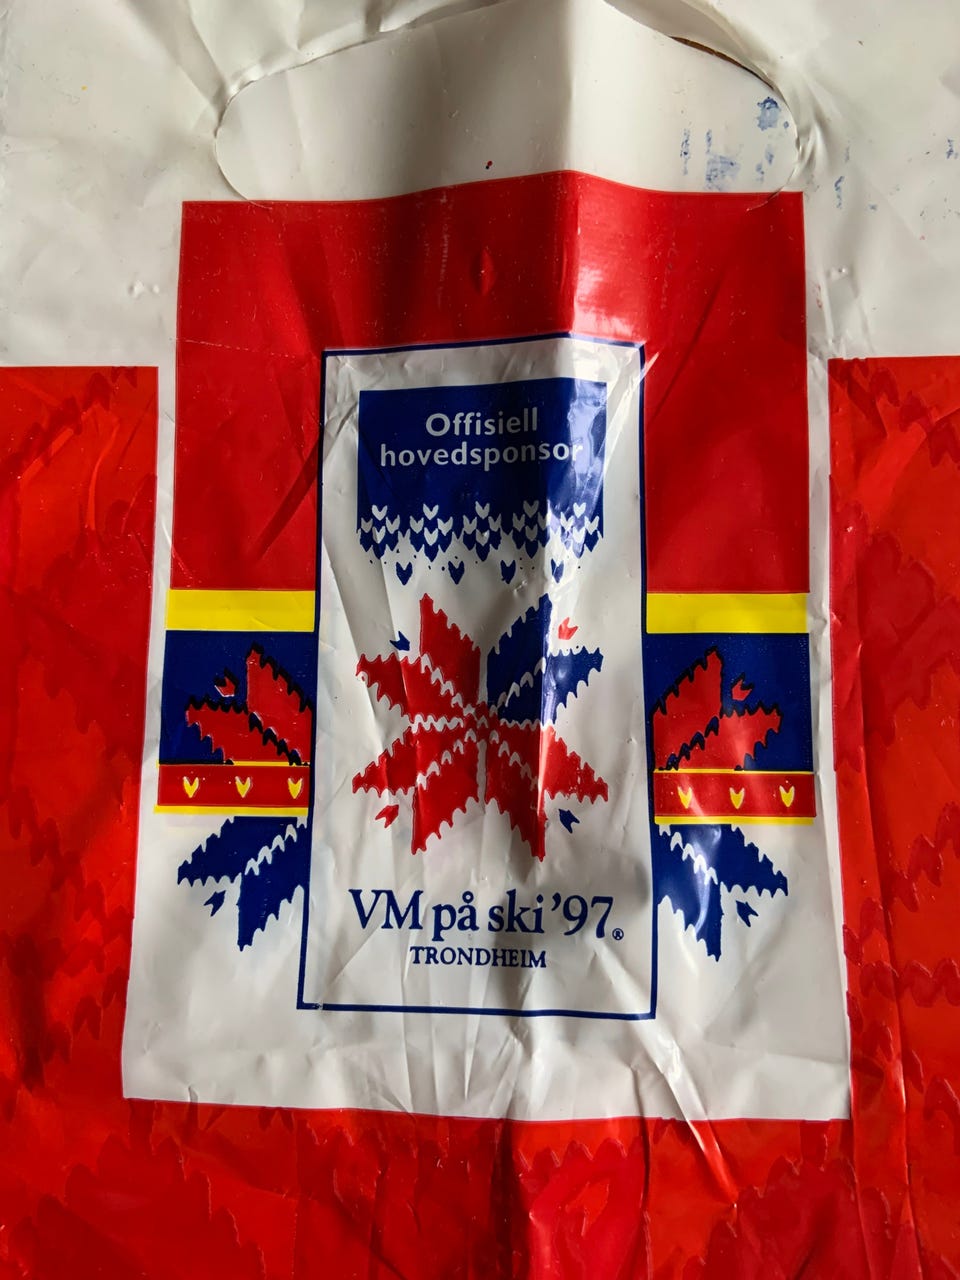 Offisiell
hovedsponsor
VM på ski '97®
TRONDHEIM